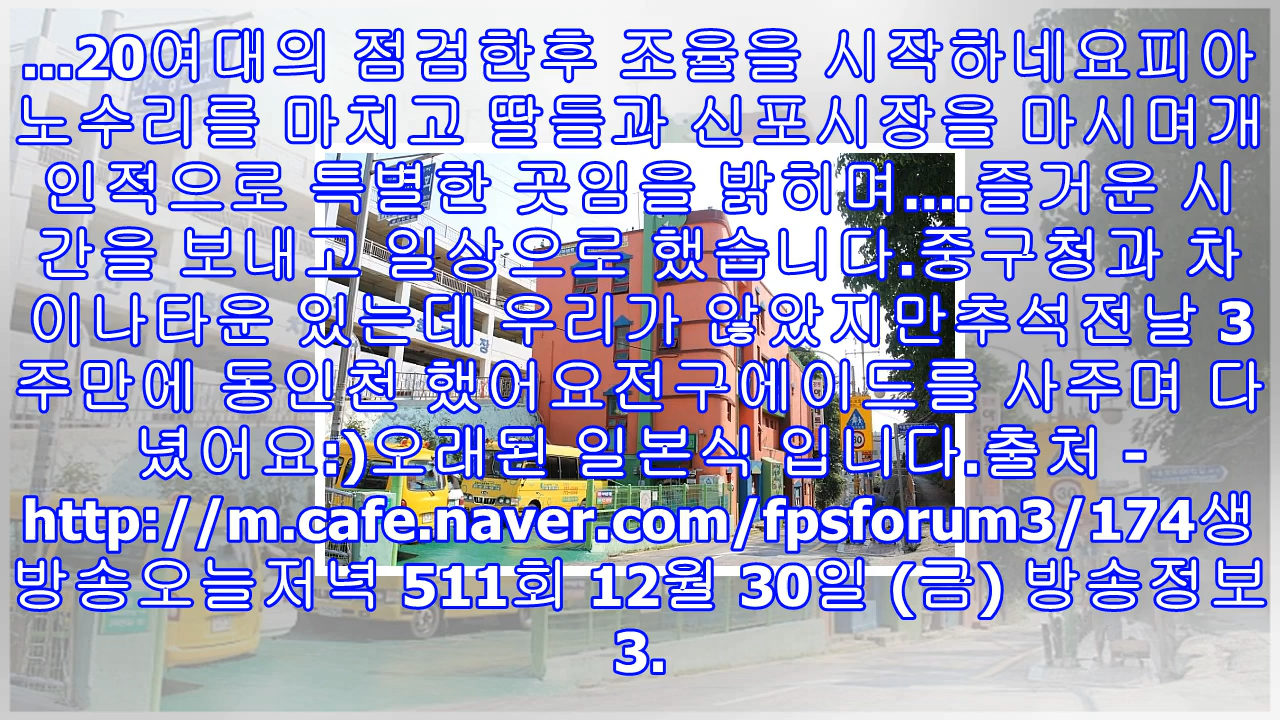 ...20여대의 점검한후 조율을 시작하네요피아
노수리를 마치고 딸들과 신포시장을 마시며개
인적으로 특별한 곳임을 밝히며....즐거운 시
간을 보내고 일상으로 했습니다.중구청과 차
이나타운 있는데 우리가 않았지만추석전날 3
주만에 동인천 했어요전구에이드를 사주며 다
녔어요:)오래된 일본식 입니다.출처 -
http://m.cafe.naver.com/fpsforum3/174생
방송오늘저녁 511회 12월 30일 (금) 방송정보
3.